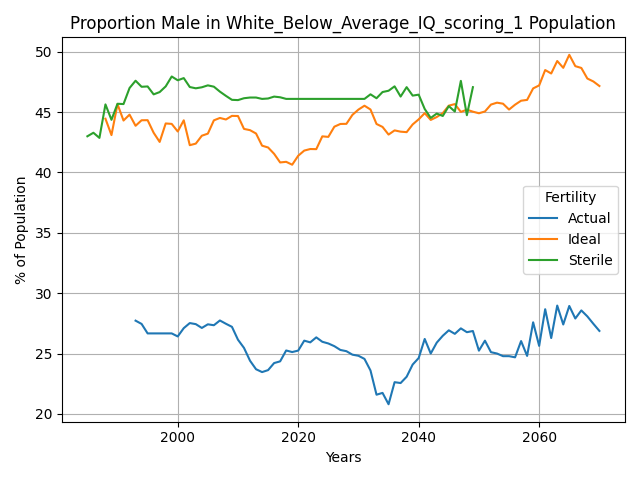 Proportion Male in White_Below_Average_IQ_scoring_1 Population
% of Population
50
45
40
35
30
25
20
Fertility
Actual
Ideal
Sterile
2000
2020
2040
2060
Years